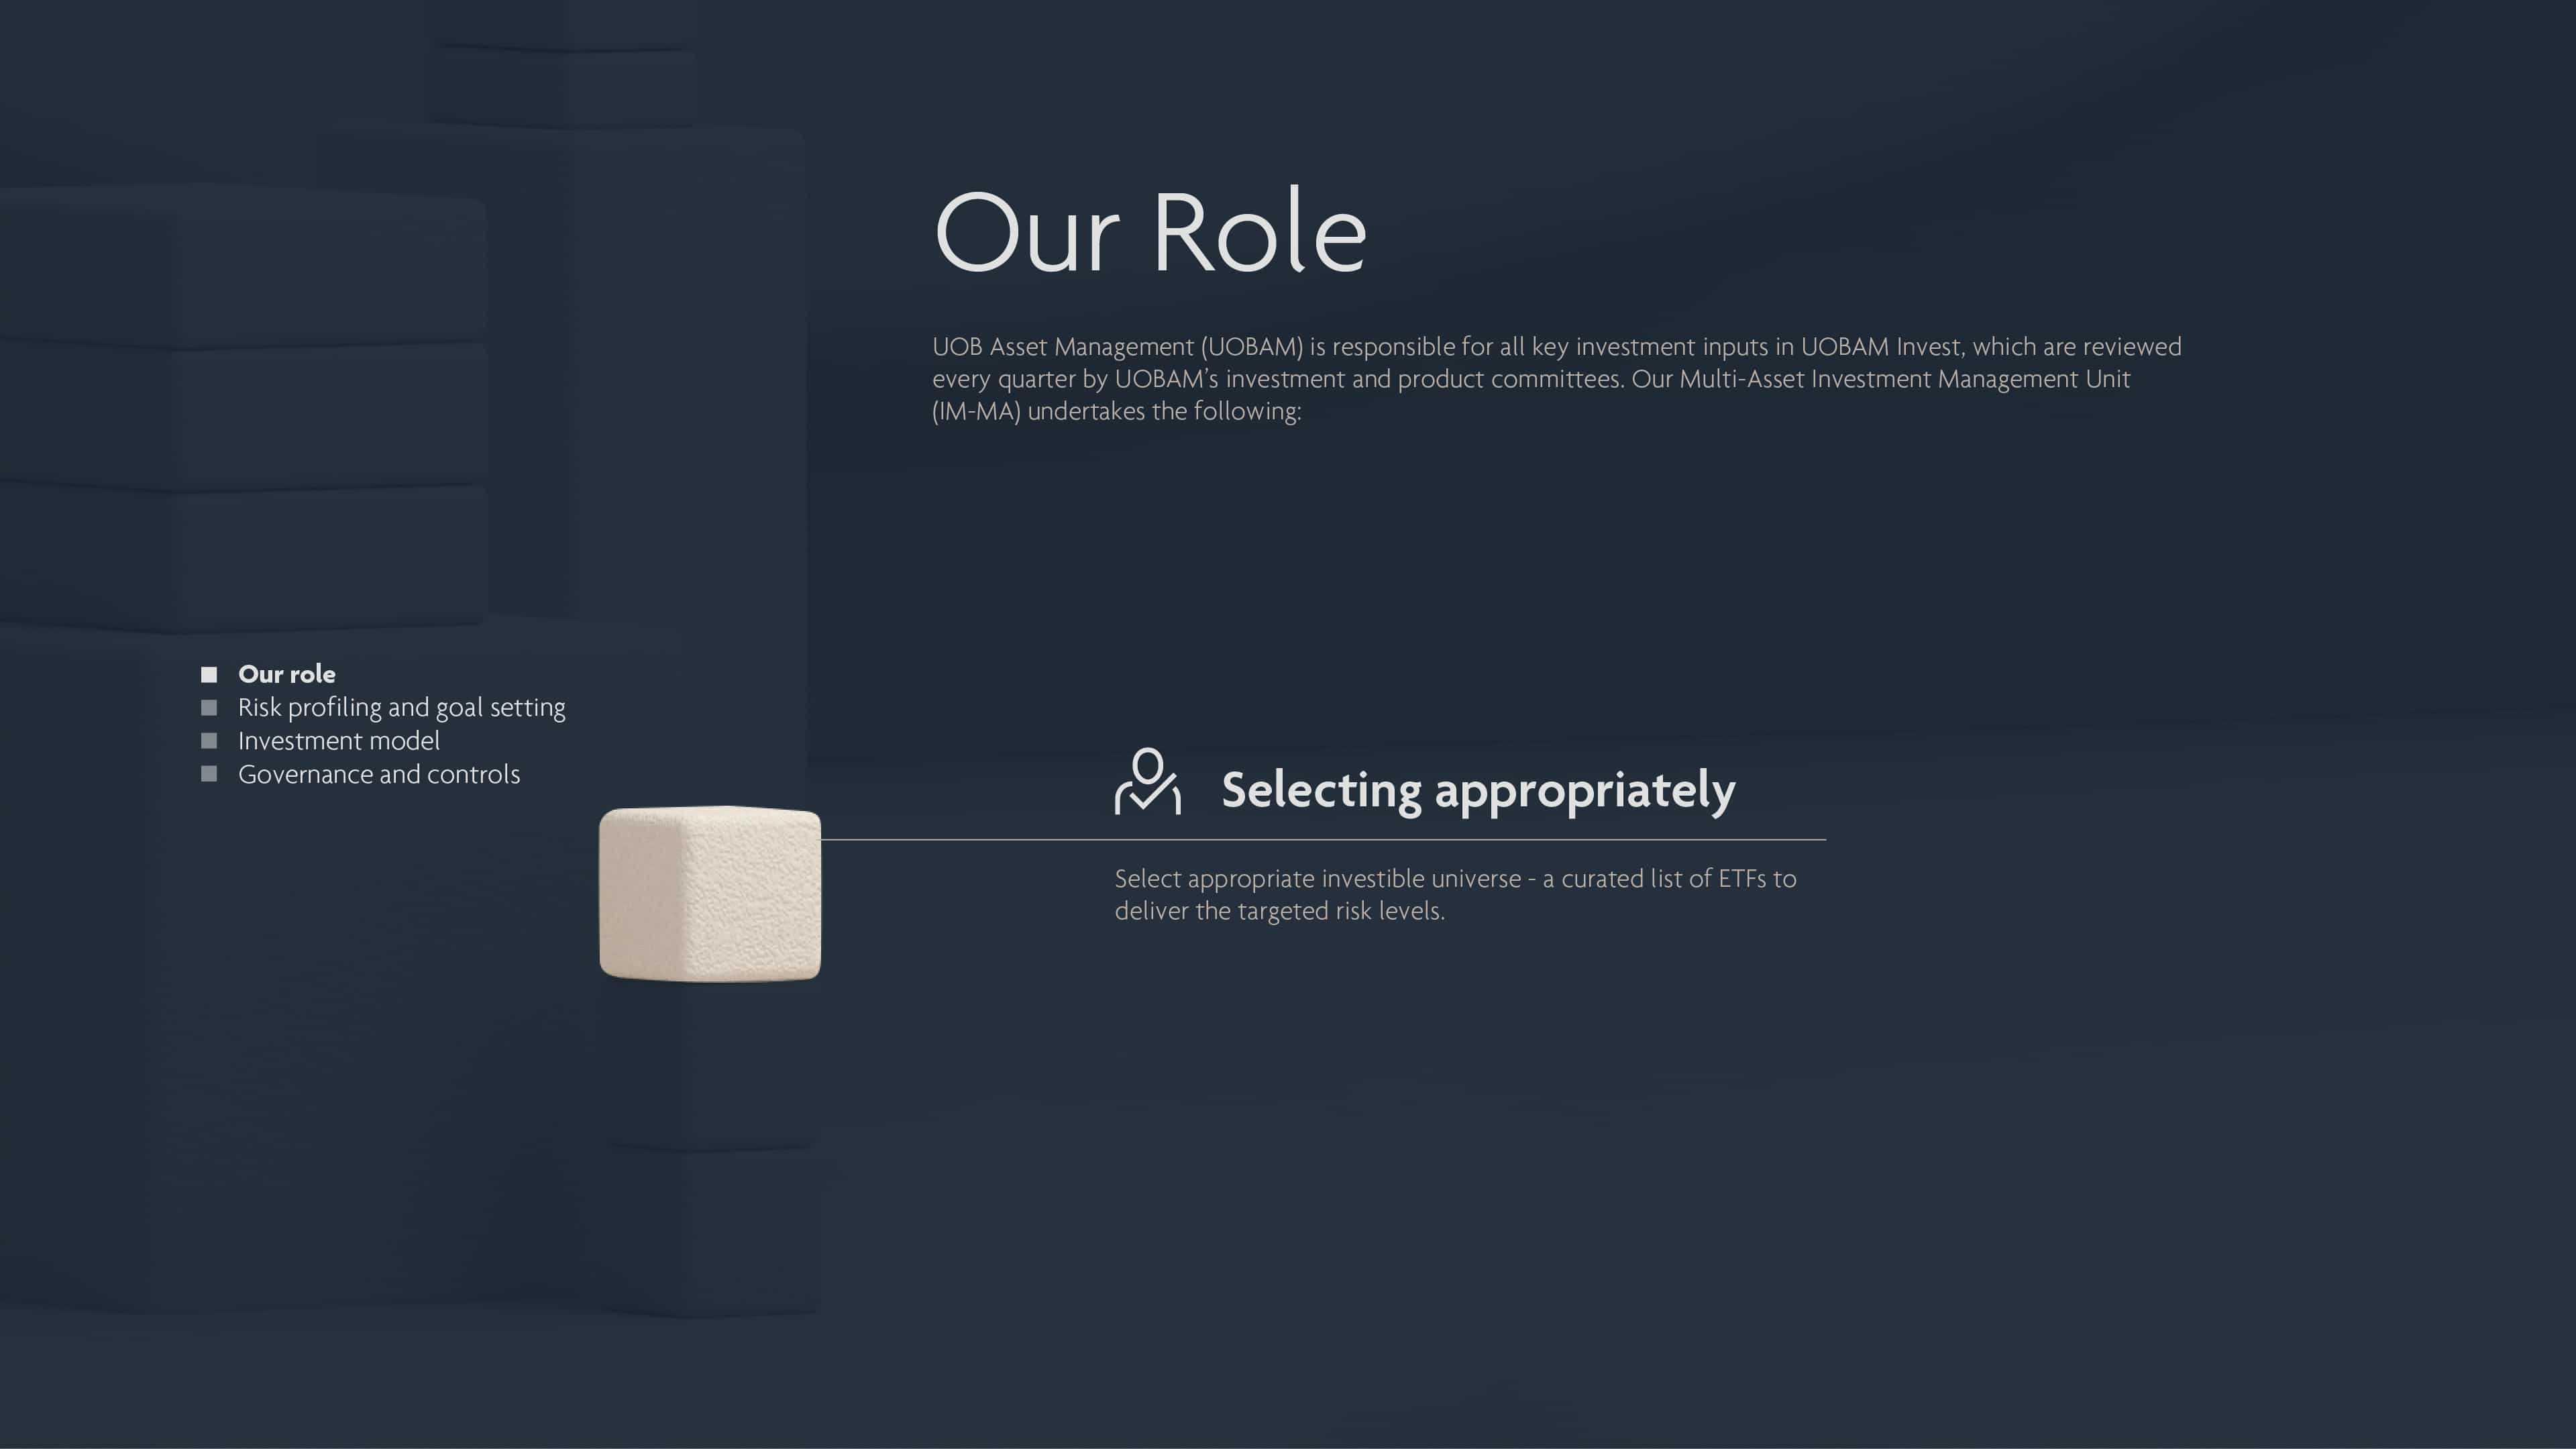 Our Role
UOB Asset Management (UOBAM) is responsible for all key investment inputs in UOBAM Invest, which are reviewed
every quarter by UOBAM’s investment and product committees. Our Multi-Asset Investment Management Unit
(IM-MA) undertakes the following:
Our role
Risk profiling and goal setting
Investment model
Governance and controls
Selecting appropriately
Select appropriate investible universe - a curated list of ETFs to
deliver the targeted risk levels.